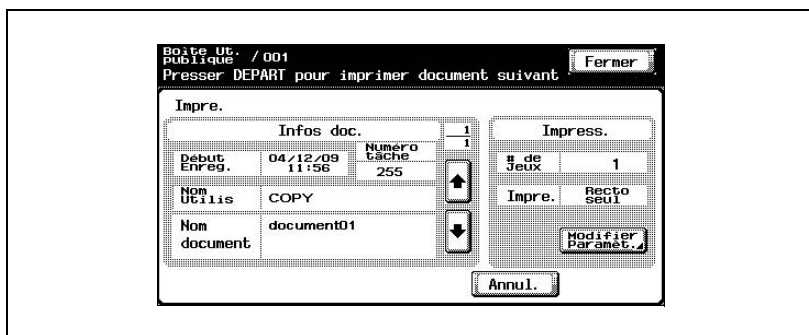 Boîte Ut.
publique / 001
Fermer
Presser DEPART pour imprimer document suivant
Impre.
Infos doc.
1
1
Début
Enreg.
04/12/09
11:56
Numéro
tâche
255
Nom
Utilis
COPY
Nom
document
document01
Impress.
# de
Jeux
1
Impre.
Recto
seul
Modifier
Paramèt.
Annul.